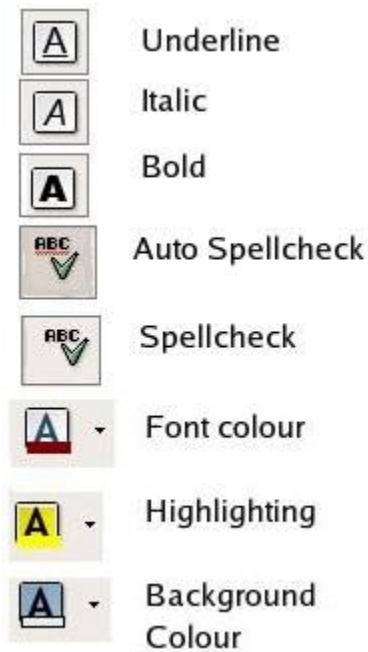 A Underline
A Italic
A Bold
ABC Auto Spellcheck
ABC Spellcheck
A Font colour
A Highlighting
A Background
Colour